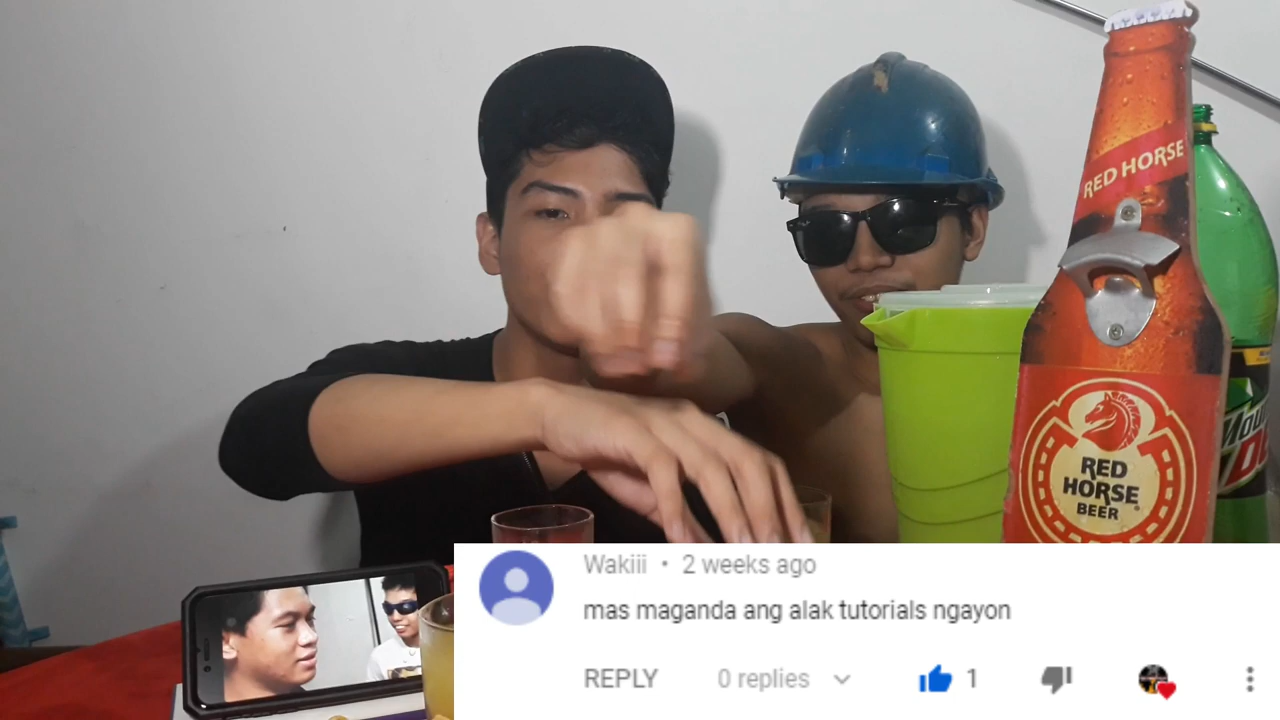 RED HORSE
RED
HORSE
BEER
Wakiii • 2 weeks ago
mas maganda ang alak tutorials ngayon
REPLY 0 replies 1